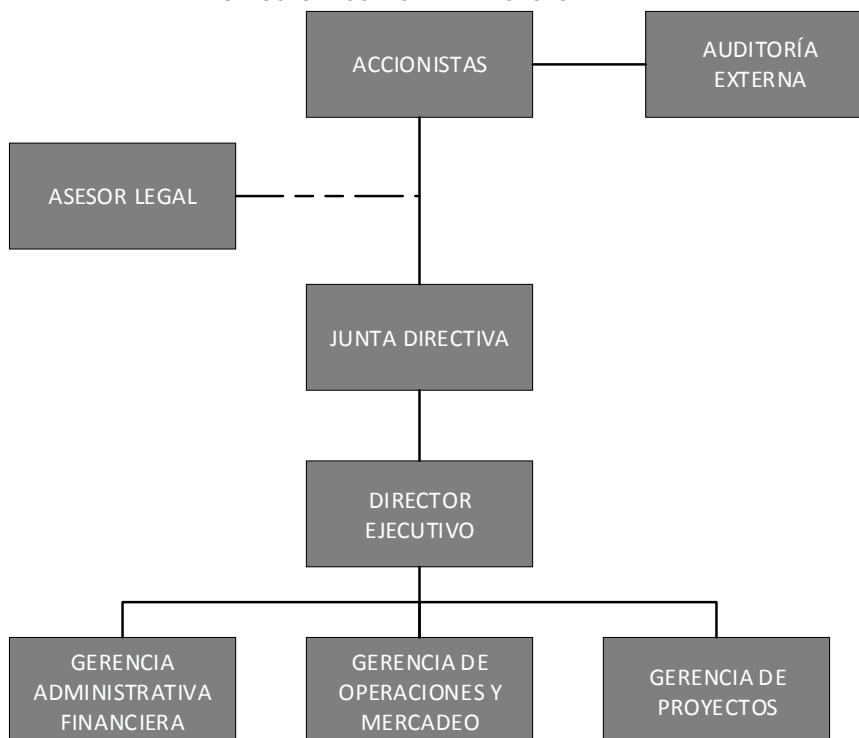 ACCIONISTAS
AUDITORÍA
EXTERNA
ASESOR LEGAL
JUNTA DIRECTIVA
DIRECTOR
EJECUTIVO
GERENCIA
ADMINISTRATIVA
FINANCIERA
GERENCIA DE
OPERACIONES Y
MERCADEO
GERENCIA DE
PROYECTOS